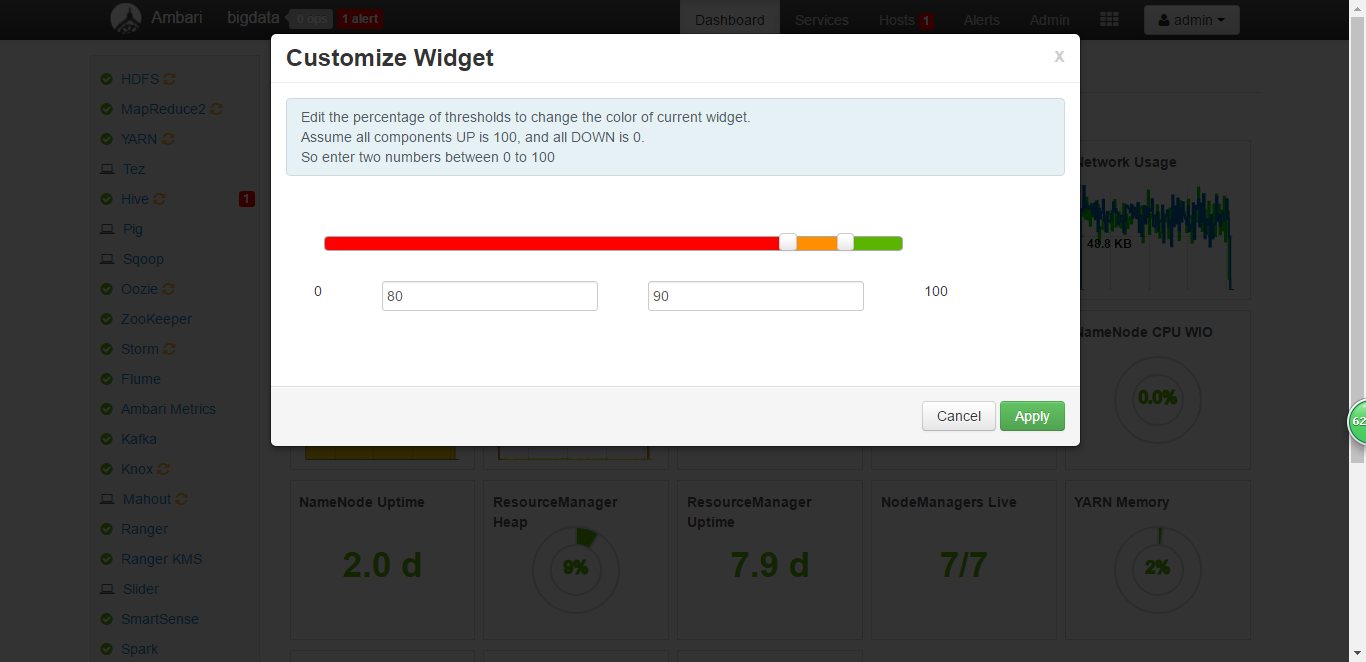 Ambari bigdata 0 ops 1 alert Dashboard Services Hosts 1 Alerts Admin admin
Customize Widget x
Edit the percentage of thresholds to change the color of current widget.
Assume all components UP is 100, and all DOWN is 0.
So enter two numbers between 0 to 100
0 80 90 100
Cancel Apply
HDFS
MapReduce2
YARN
Tez
Hive 1
Pig
Sqoop
Oozie
ZooKeeper
Storm
Flume
Ambari Metrics
Kafka
Knox
Mahout
Ranger
Ranger KMS
Slider
SmartSense
Spark
Network Usage
48.8 KB
NameNode CPU WIO
0.0%
62
NameNode Uptime
2.0 d
ResourceManager
Heap
9%
ResourceManager
Uptime
7.9 d
NodeManagers Live
7/7
YARN Memory
2%